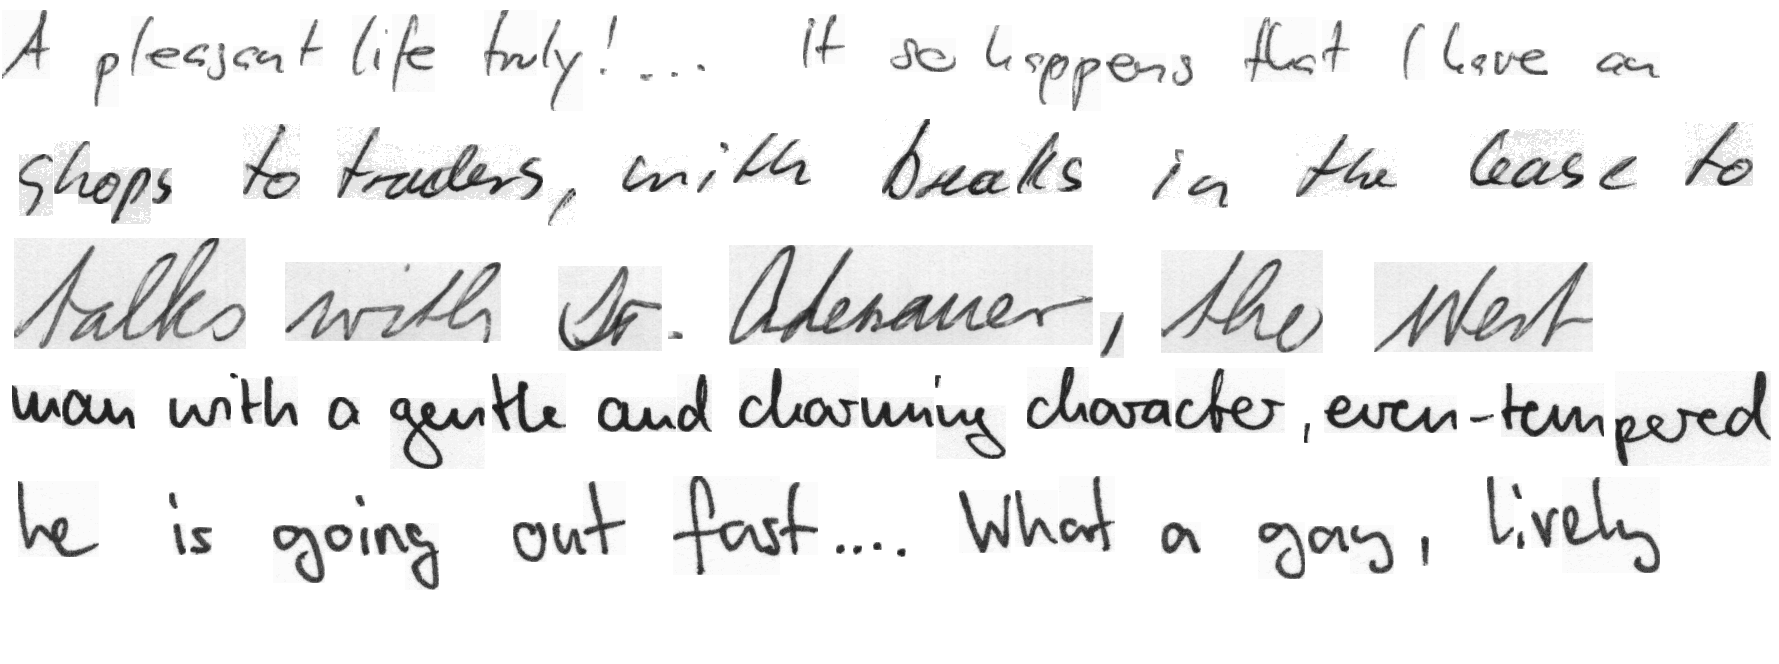 A pleasant life truly!... It so happens that I have an
shops to traders, with breaks in the lease to
talks with Dr. Adenauer, the West
man with a gentle and charming character, even-tempered
he is going out fast.... What a gay, lively